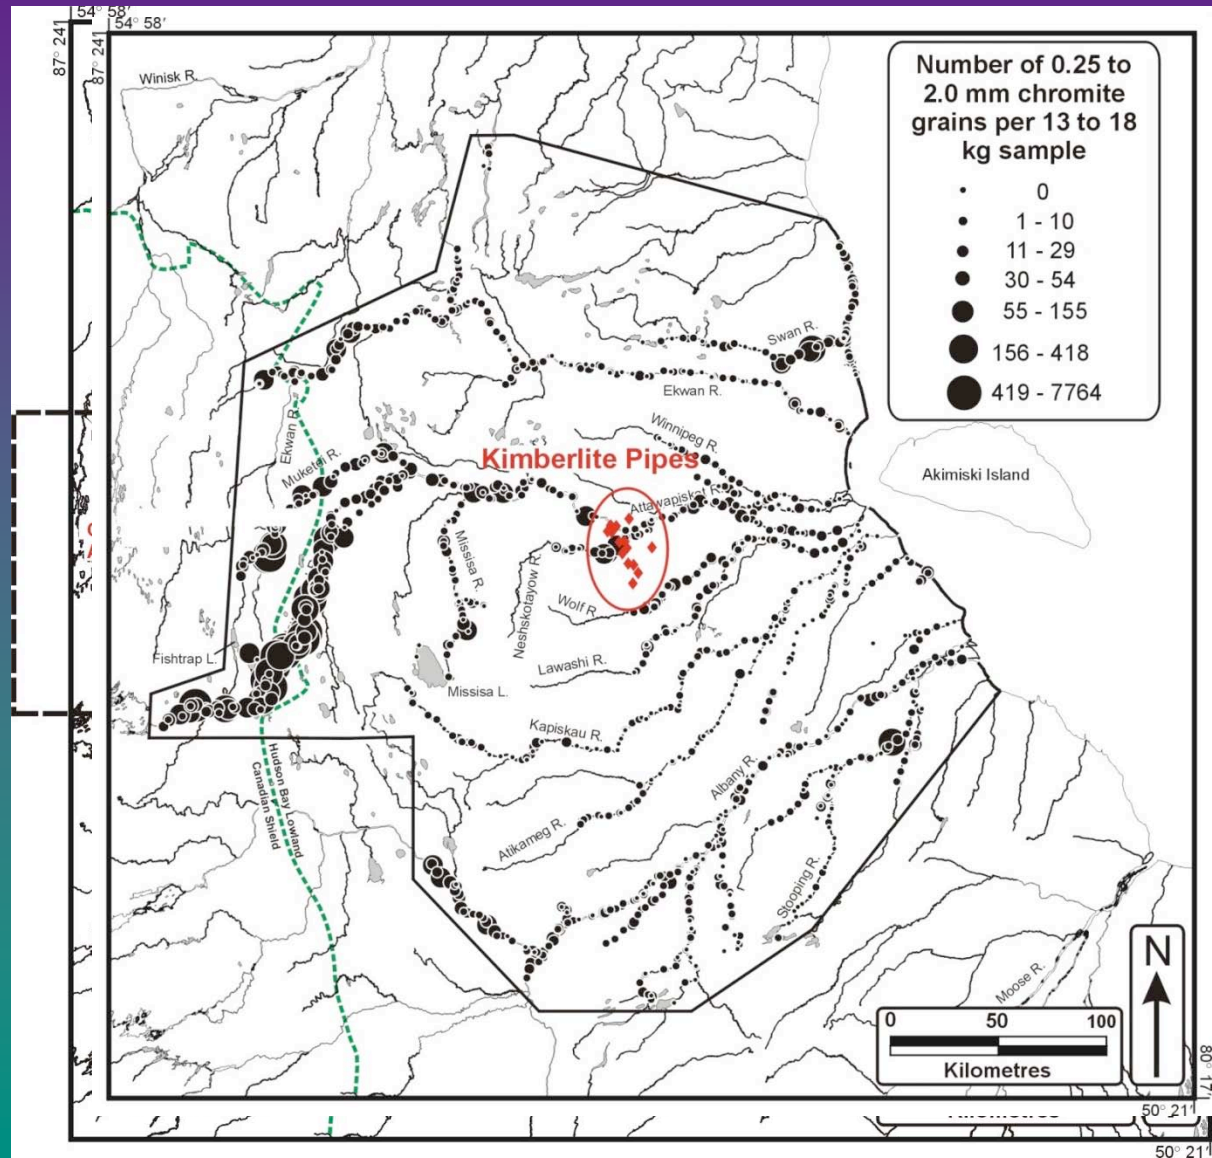 54° 58'
54° 58'
87° 24'
87° 24'
Winisk R.
Number of 0.25 to
2.0 mm chromite
grains per 13 to 18
kg sample
0
1 - 10
11 - 29
30 - 54
55 - 155
156 - 418
419 - 7764
Swan R.
Ekwan R.
Ekwan R.
Winnipeg R.
Muketei R.
Kimberlite Pipes
Akimiski Island
Attawapiskat R.
Missisa R.
Neshskotayow R.
Wolf R.
Fishtrap L.
Lawashi R.
Missisa L.
Kapiskau R.
Hudson Bay Lowland
Canadian Shield
Albany R.
Atikameg R.
Stooping R.
Moose R.
N
0 50 100
Kilometres
80° 17'
50° 21'
Kilometres
50° 21'